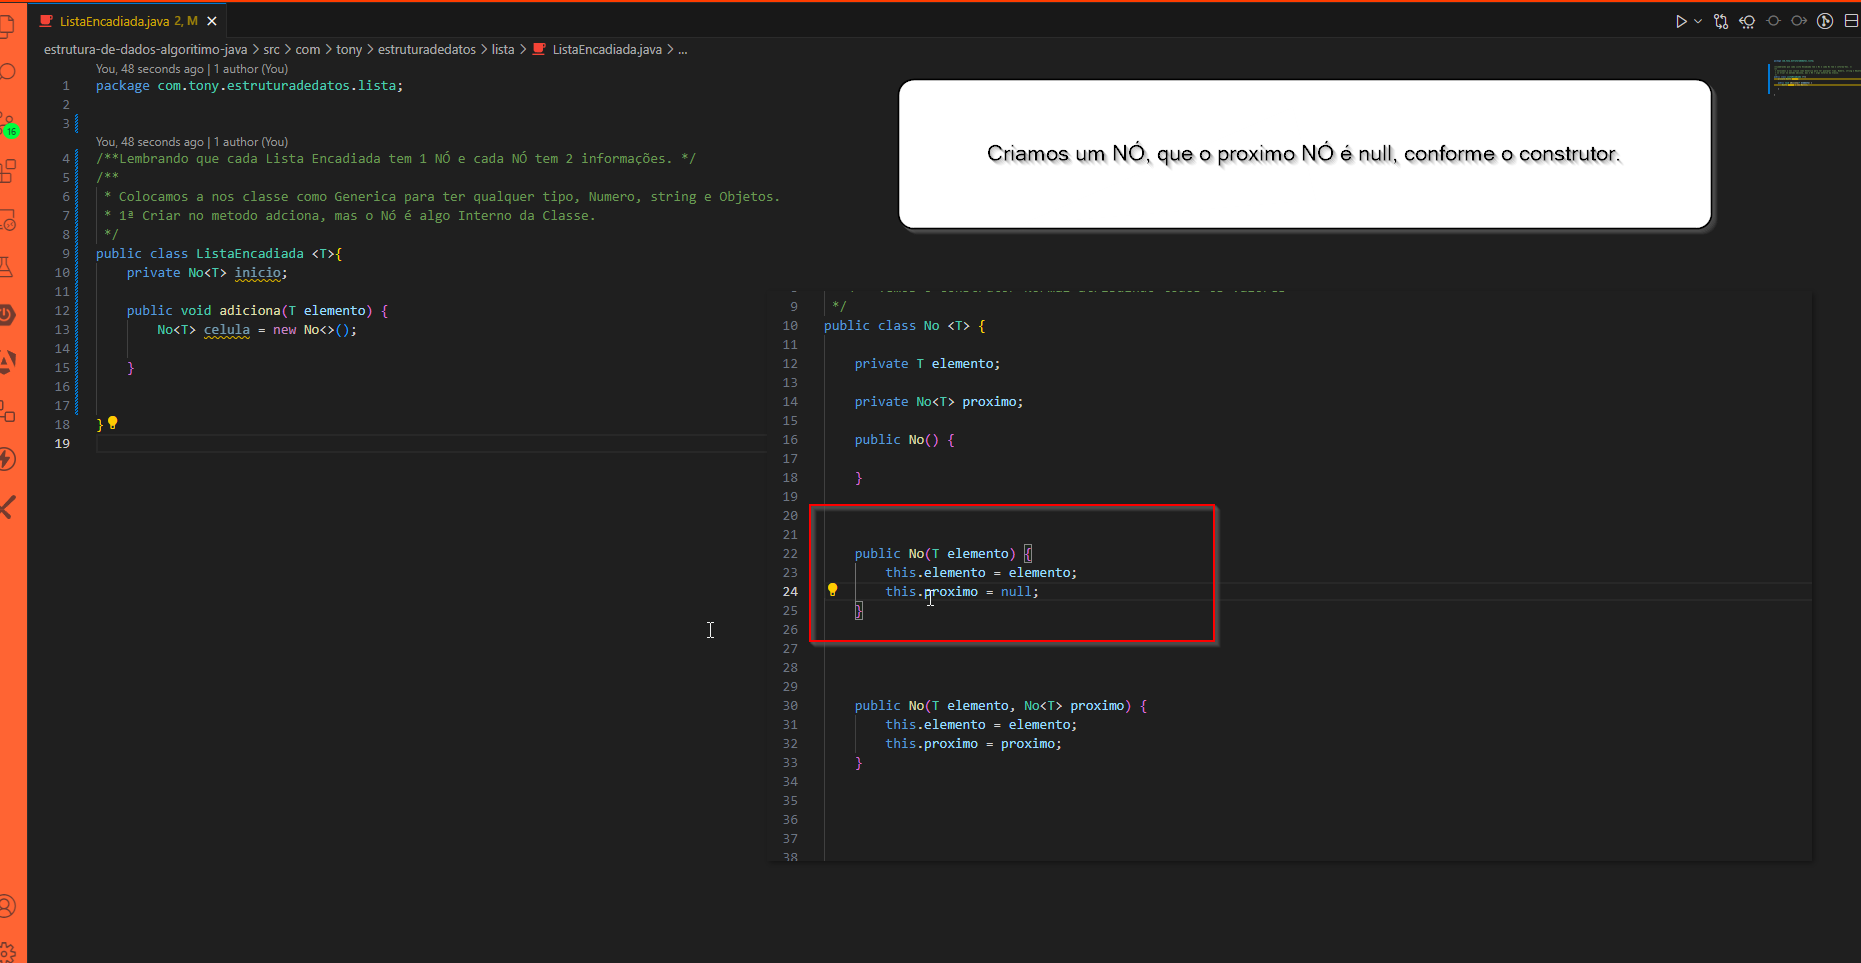 ListaEncadiada.java 2, M
estrutura-de-dados-algoritimo-java > src > com > tony > estruturadedatos > lista > ListaEncadiada.java > ...
You, 48 seconds ago | 1 author (You)
1 package com.tony.estruturadedatos.lista;
2
3
16
You, 48 seconds ago | 1 author (You)
4 /**Lembrando que cada Lista Encadiada tem 1 NÓ e cada NÓ tem 2 informações. */
5 /**
6 * Colocamos a nos classe como Generica para ter qualquer tipo, Numero, string e Objetos.
7 * 1ª Criar no metodo adciona, mas o Nó é algo Interno da Classe.
8 */
9 public class ListaEncadiada <T>{
10 private No<T> inicio;
11
12 public void adiciona(T elemento) {
13 No<T> celula = new No<>();
14
15 }
16
17
18 }
19
Criamos um NÓ, que o proximo NÓ é null, conforme o construtor.
9 */
10 public class No <T> {
11
12 private T elemento;
13
14 private No<T> proximo;
15
16 public No() {
17
18 }
19
20
21
22 public No(T elemento) {
23 this.elemento = elemento;
24 this.proximo = null;
25 }
26
27
28
29
30 public No(T elemento, No<T> proximo) {
31 this.elemento = elemento;
32 this.proximo = proximo;
33 }
34
35
36
37
38